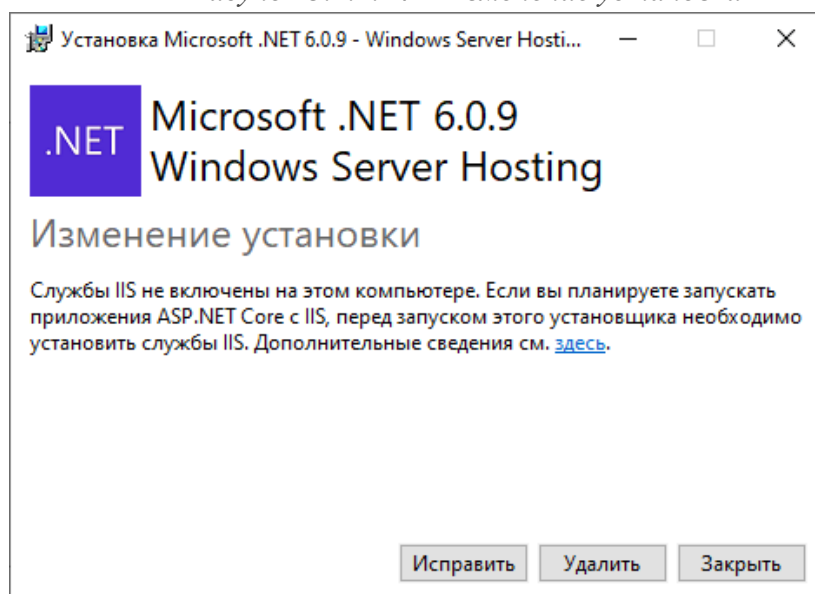 Установка Microsoft .NET 6.0.9 - Windows Server Hosti...
.NET
Microsoft .NET 6.0.9
Windows Server Hosting
Изменение установки
Службы IIS не включены на этом компьютере. Если вы планируете запускать
приложения ASP.NET Core с IIS, перед запуском этого установщика необходимо
установить службы IIS. Дополнительные сведения см. здесь.
Исправить Удалить Закрыть